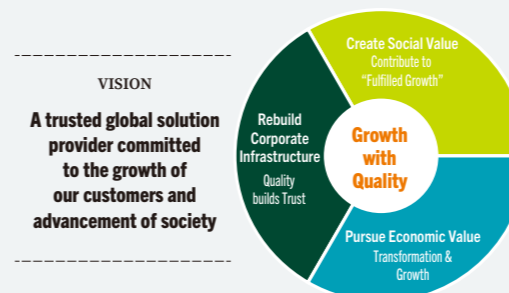 VISION
A trusted global solution
provider committed
to the growth of
our customers and
advancement of society
Create Social Value
Contribute to
“Fulfilled Growth”
Rebuild
Corporate
Infrastructure
Quality
builds Trust
Growth
with
Quality
Pursue Economic Value
Transformation &
Growth